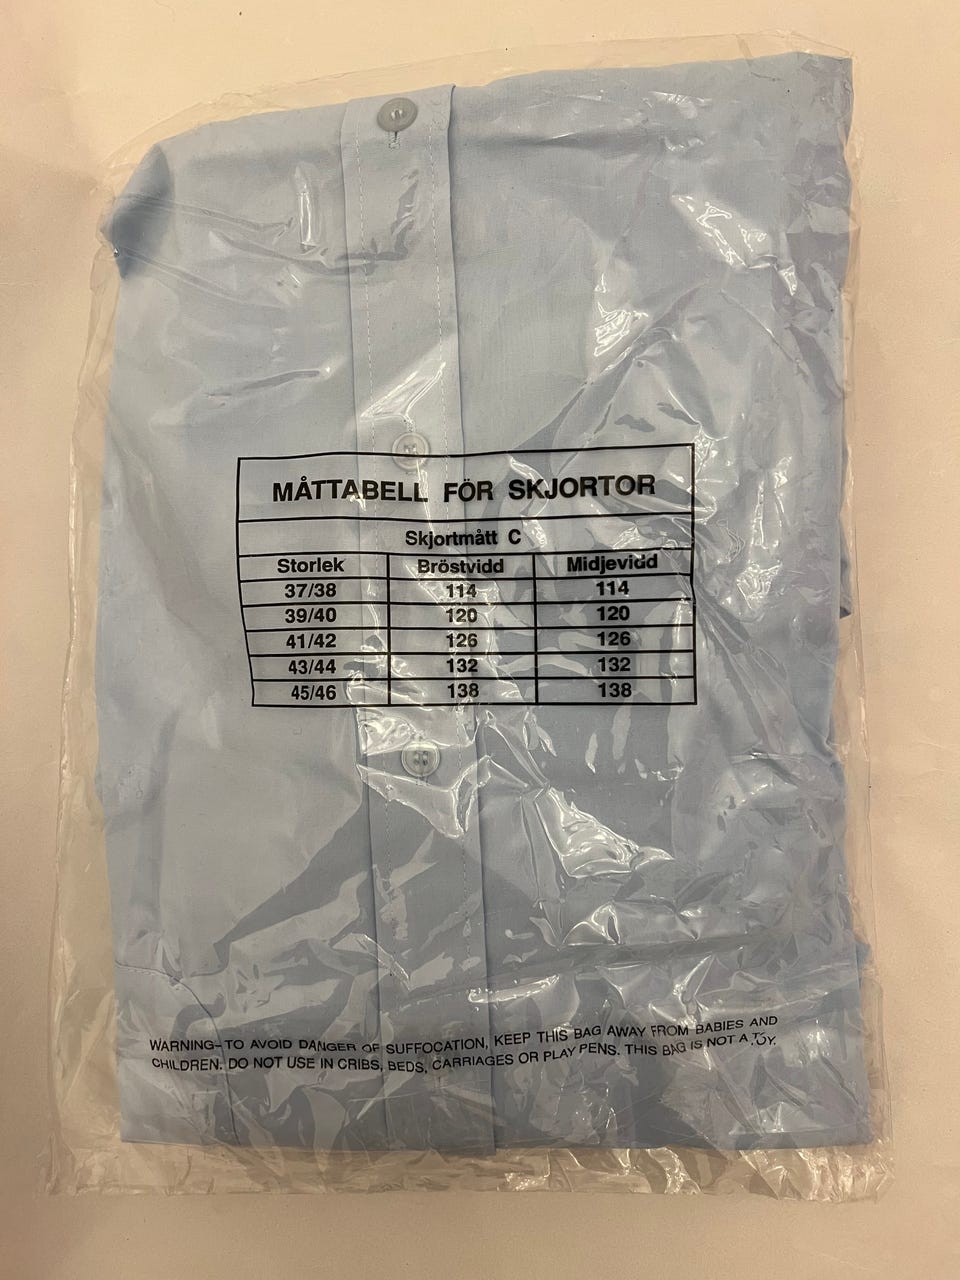 MÅTTABELL FÖR SKJORTOR
Skjortmått C
Storlek Bröstvidd Midjevidd
37/38 114 114
39/40 120 120
41/42 126 126
43/44 132 132
45/46 138 138
WARNING- TO AVOID DANGER OF SUFFOCATION, KEEP THIS BAG AWAY FROM BABIES AND
CHILDREN. DO NOT USE IN CRIBS, BEDS, CARRIAGES OR PLAY PENS. THIS BAG IS NOT A TOY.